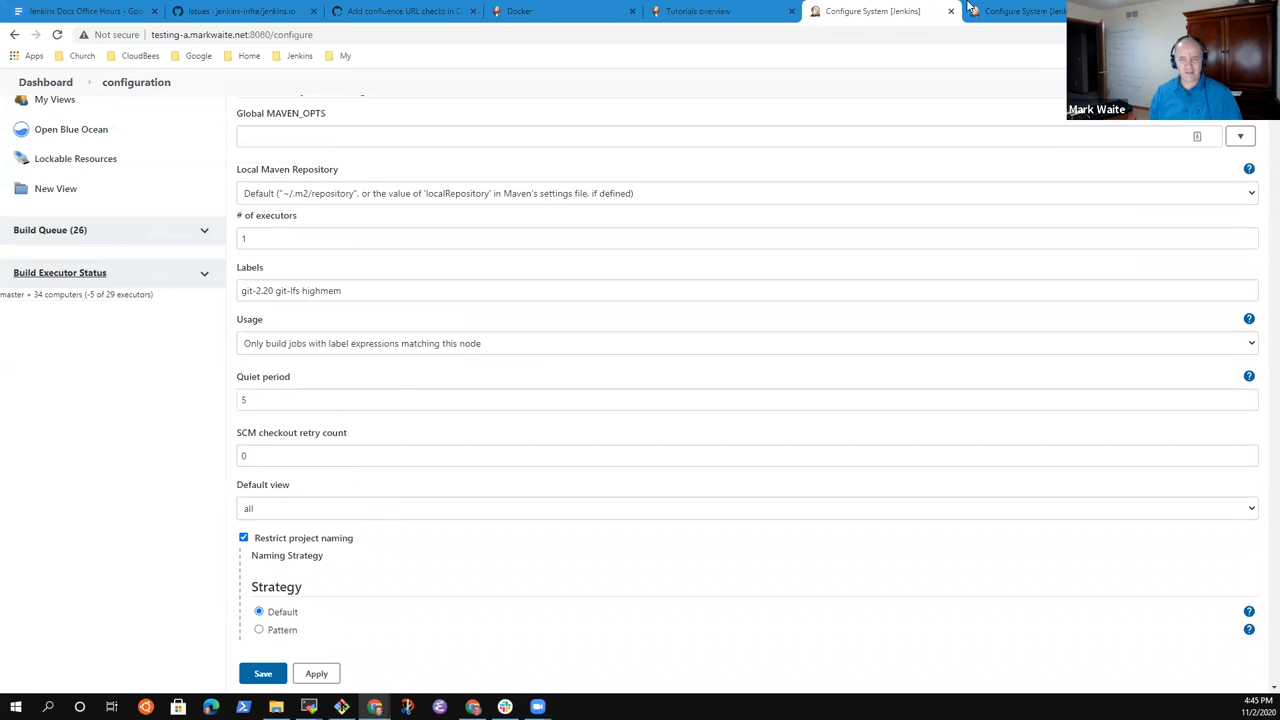 Jenkins Docs Office Hours - Goo
Issues · jenkins-infra/jenkins.io
Add confluence URL checks in
Docker
Tutorials overview
Configure System [Jenkins]
Configure System [Jen
Not secure
testing-a.markwaite.net:8080/configure
Apps
Church
CloudBees
Google
Home
Jenkins
My
Dashboard
configuration
Mark Waite
My Views
Open Blue Ocean
Lockable Resources
New View
Build Queue (26)
Build Executor Status
master + 34 computers (-5 of 29 executors)
Global MAVEN_OPTS
Local Maven Repository
Default ("~/.m2/repository", or the value of 'localRepository' in Maven's settings file, if defined)
# of executors
1
Labels
git-2.20 git-lfs highmem
Usage
Only build jobs with label expressions matching this node
Quiet period
5
SCM checkout retry count
0
Default view
all
Restrict project naming
Naming Strategy
Strategy
Default
Pattern
Save
Apply
4:45 PM
11/2/2020